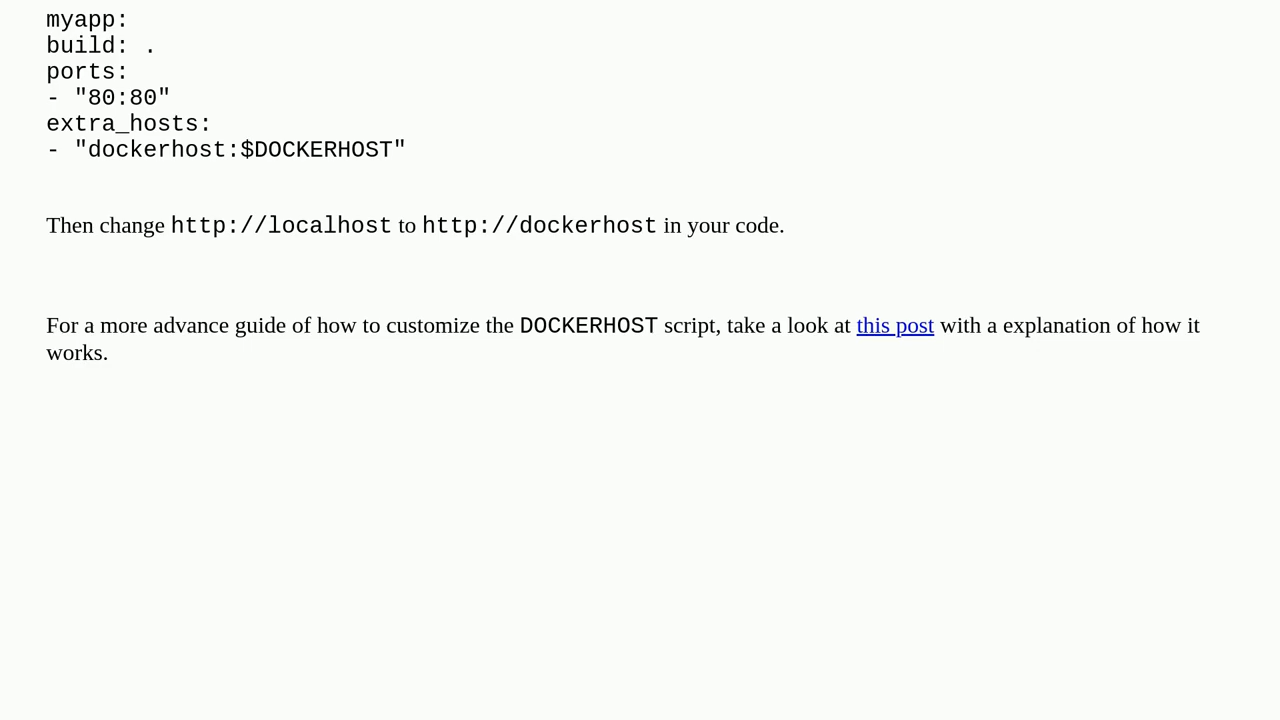 myapp:
build: .
ports:
- "80:80"
extra_hosts:
- "dockerhost:$DOCKERHOST"
Then change http://localhost to http://dockerhost in your code.
For a more advance guide of how to customize the DOCKERHOST script, take a look at this post with a explanation of how it
works.